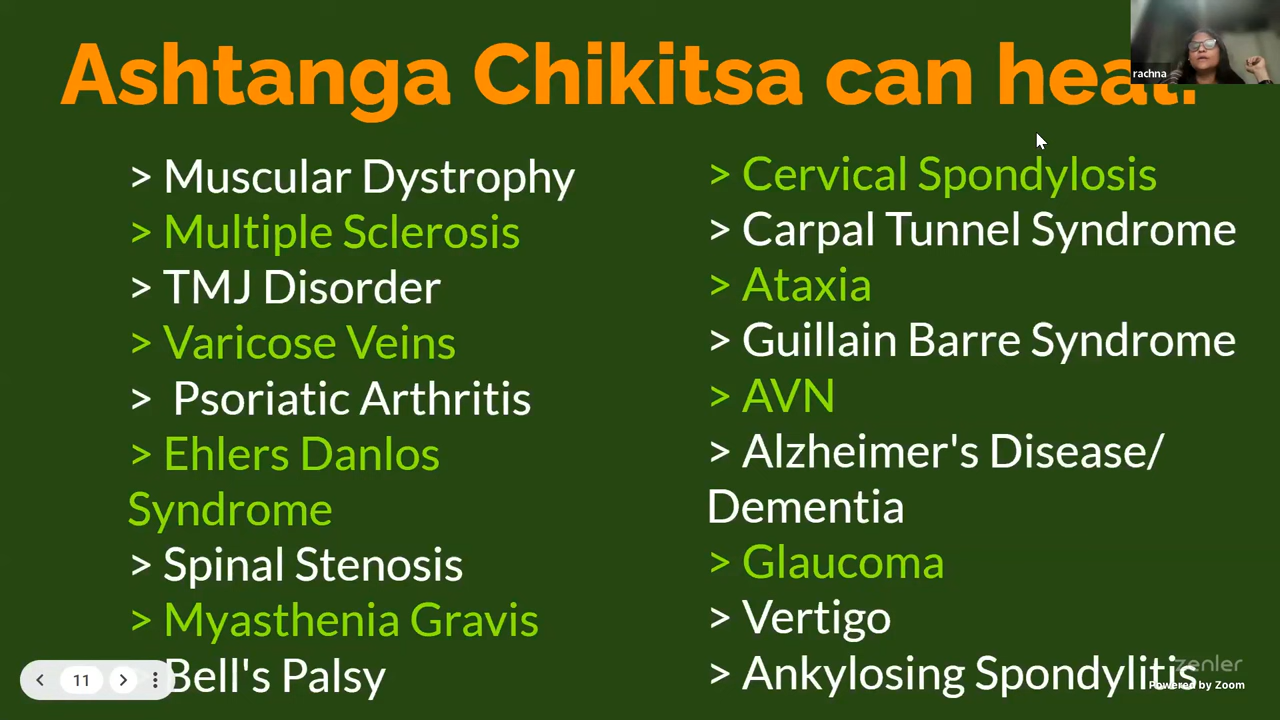 Ashtanga Chikitsa can heal:
rachna
> Muscular Dystrophy
> Multiple Sclerosis
> TMJ Disorder
> Varicose Veins
> Psoriatic Arthritis
> Ehlers Danlos
Syndrome
> Spinal Stenosis
> Myasthenia Gravis
Bell's Palsy
> Cervical Spondylosis
> Carpal Tunnel Syndrome
> Ataxia
> Guillain Barre Syndrome
> AVN
> Alzheimer's Disease/
Dementia
> Glaucoma
> Vertigo
> Ankylosing Spondylitis
11
zenler
Powered by Zoom